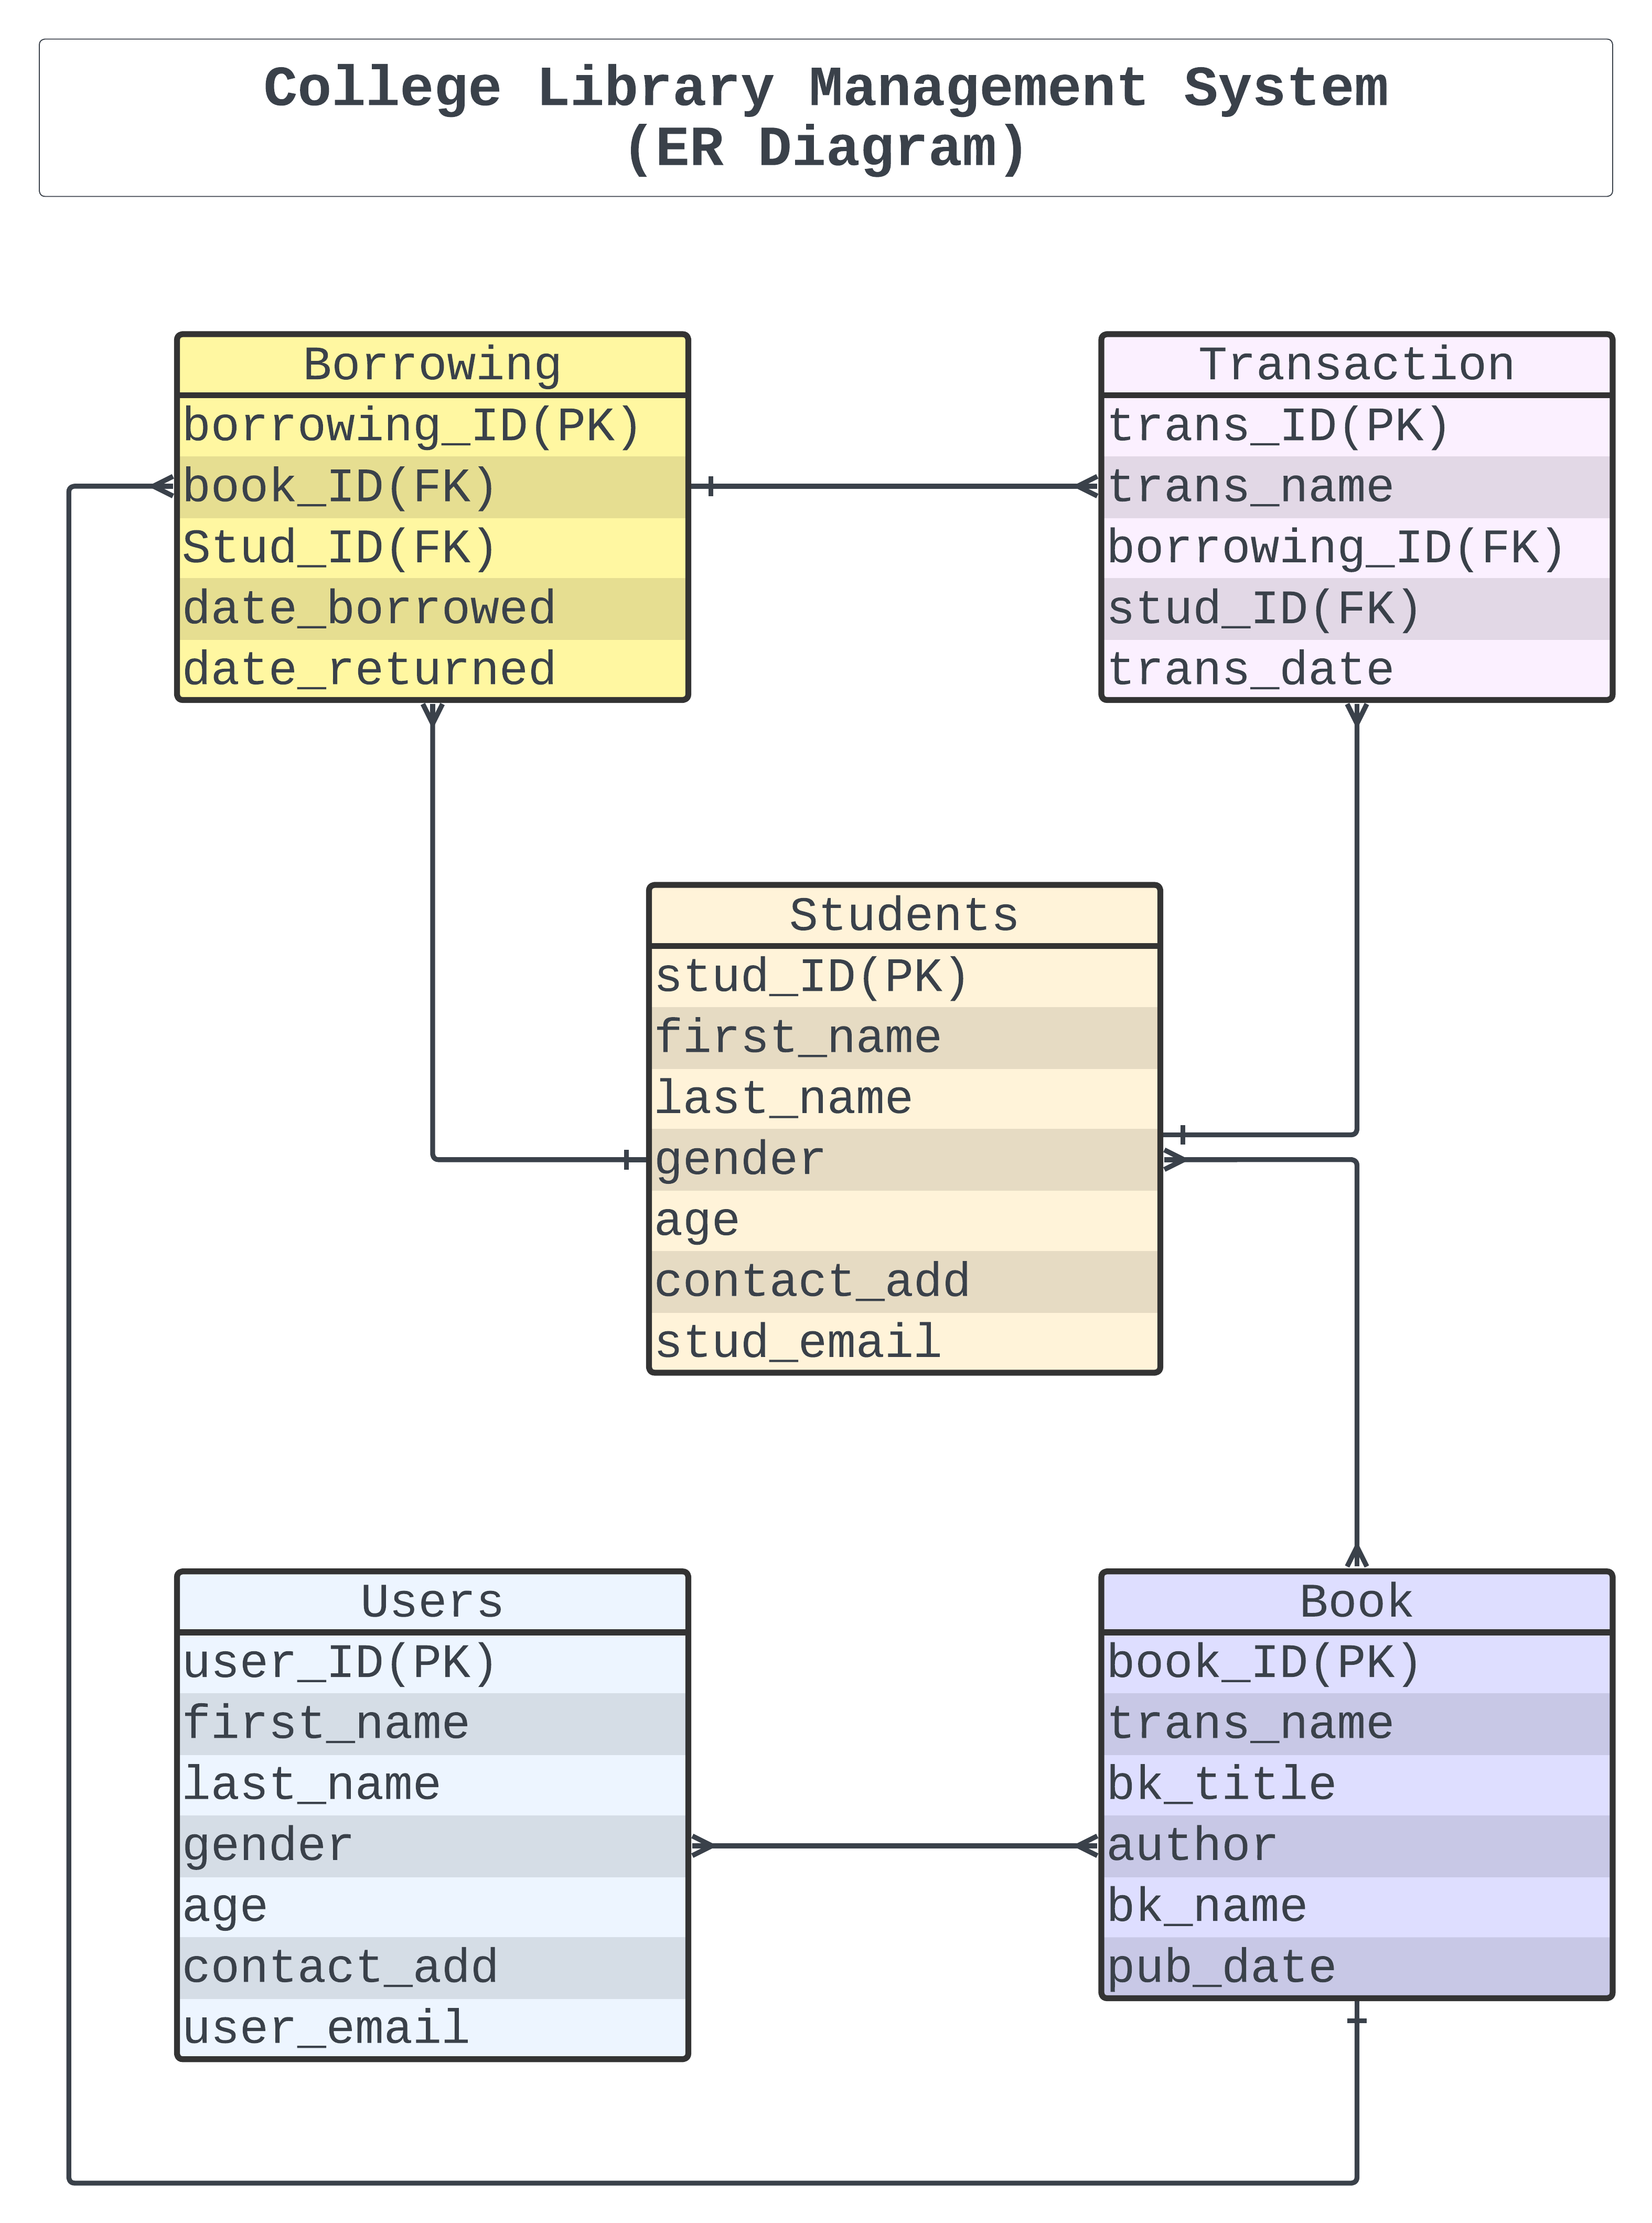 College Library Management System
(ER Diagram)
Borrowing
borrowing_ID(PK)
book_ID(FK)
Stud_ID(FK)
date_borrowed
date_returned
Transaction
trans_ID(PK)
trans_name
borrowing_ID(FK)
stud_ID(FK)
trans_date
Students
stud_ID(PK)
first_name
last_name
gender
age
contact_add
stud_email
Users
user_ID(PK)
first_name
last_name
gender
age
contact_add
user_email
Book
book_ID(PK)
trans_name
bk_title
author
bk_name
pub_date